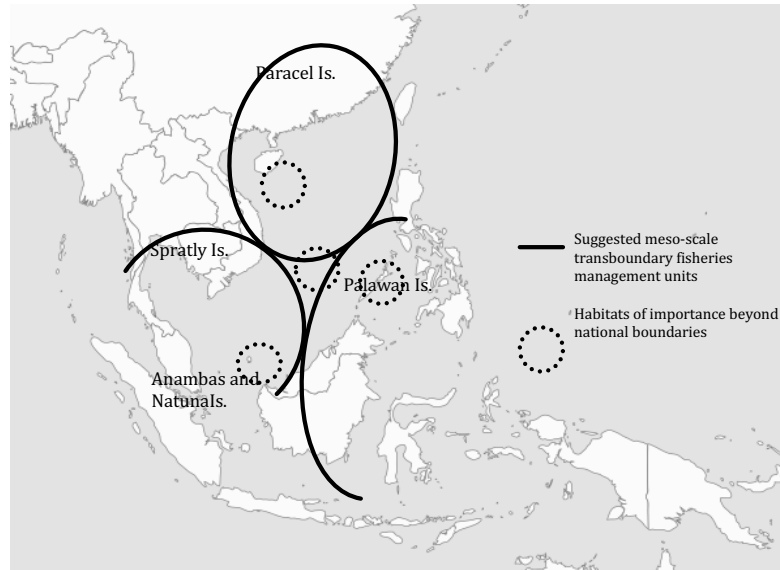 Paracel Is.
Spratly Is.
Palawan Is.
Anambas and
NatunaIs.
Suggested meso-scale
transboundary fisheries
management units
Habitats of importance beyond
national boundaries